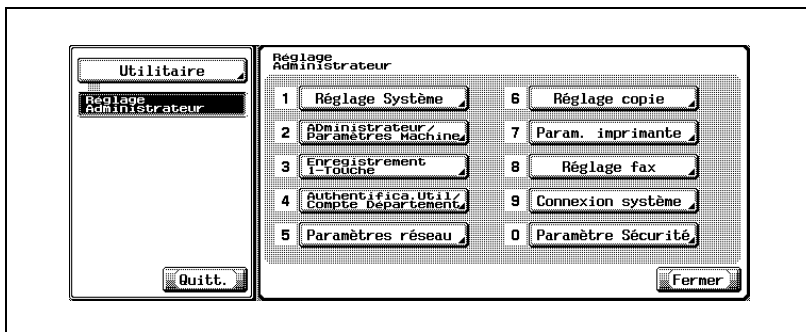 Utilitaire
Réglage
Administrateur
Quitt.
Réglage
Administrateur
1 Réglage Système
2 ADministrateur/
Paramètres Machine
3 Enregistrement
1-Touche
4 Authentifica.Util/
Compte Département
5 Paramètres réseau
6 Réglage copie
7 Param. imprimante
8 Réglage fax
9 Connexion système
0 Paramètre Sécurité
Fermer